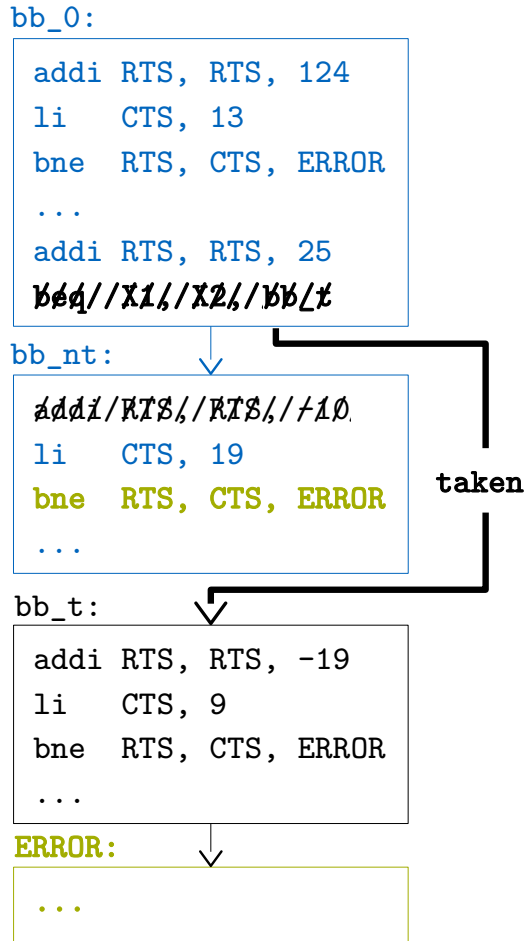 bb_0:
addi RTS, RTS, 124
li CTS, 13
bne RTS, CTS, ERROR
...
addi RTS, RTS, 25
beq X1, X2, bb_t
bb_nt:
addi RTS, RTS, -10
li CTS, 19
bne RTS, CTS, ERROR
...
taken
bb_t:
addi RTS, RTS, -19
li CTS, 9
bne RTS, CTS, ERROR
...
ERROR:
...